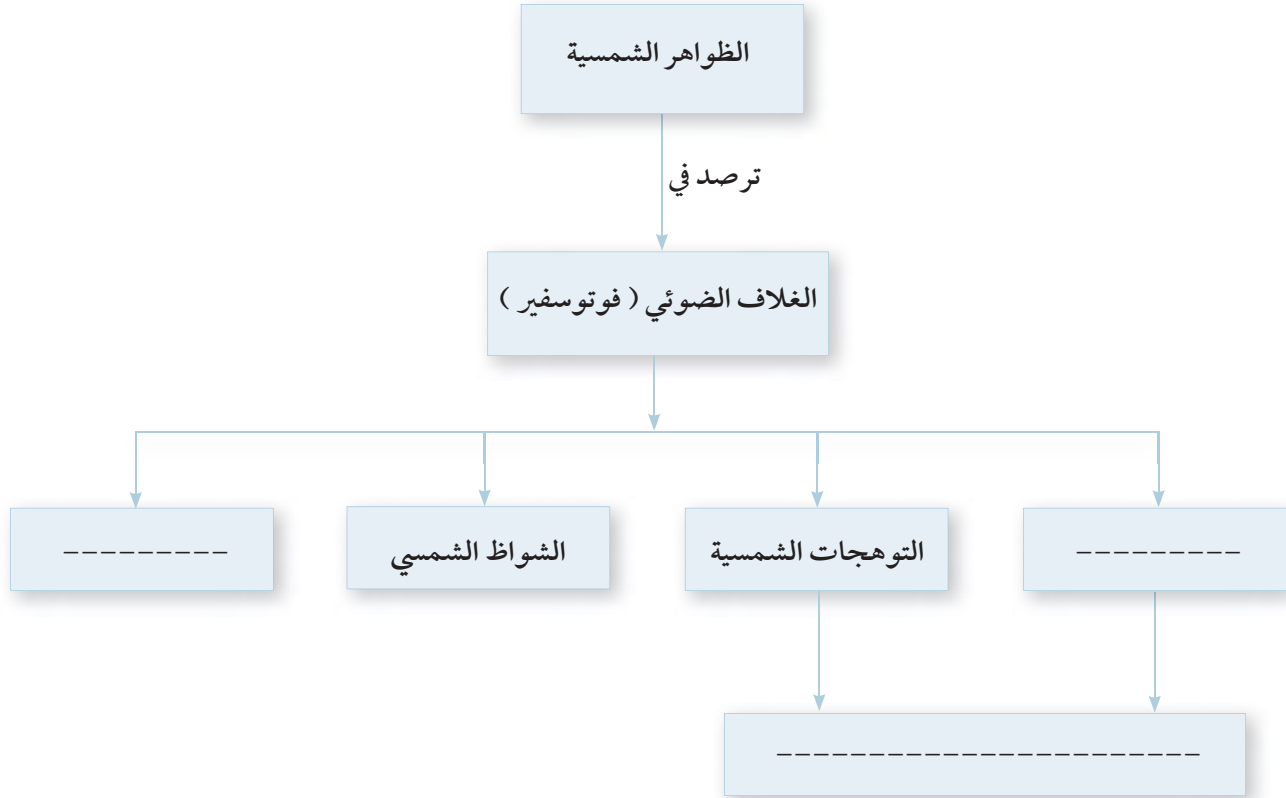 الظواهر الشمسية
ترصد في
الغلاف الضوئي ( فوتوسفير )
---------
التوهجات الشمسية
الشواظ الشمسي
---------
-----------------------